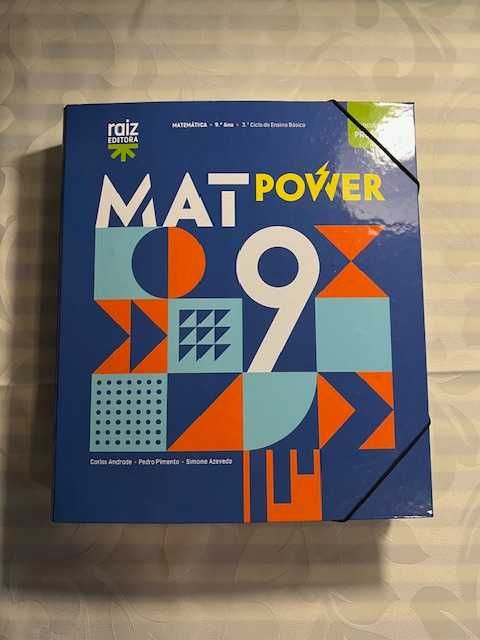 raiz
EDITORA
MATEMÁTICA • 9.º Ano • 3.º Ciclo do Ensino Básico
MAT POWER
9
Carlos Andrade • Pedro Pimenta • Simone Azevedo